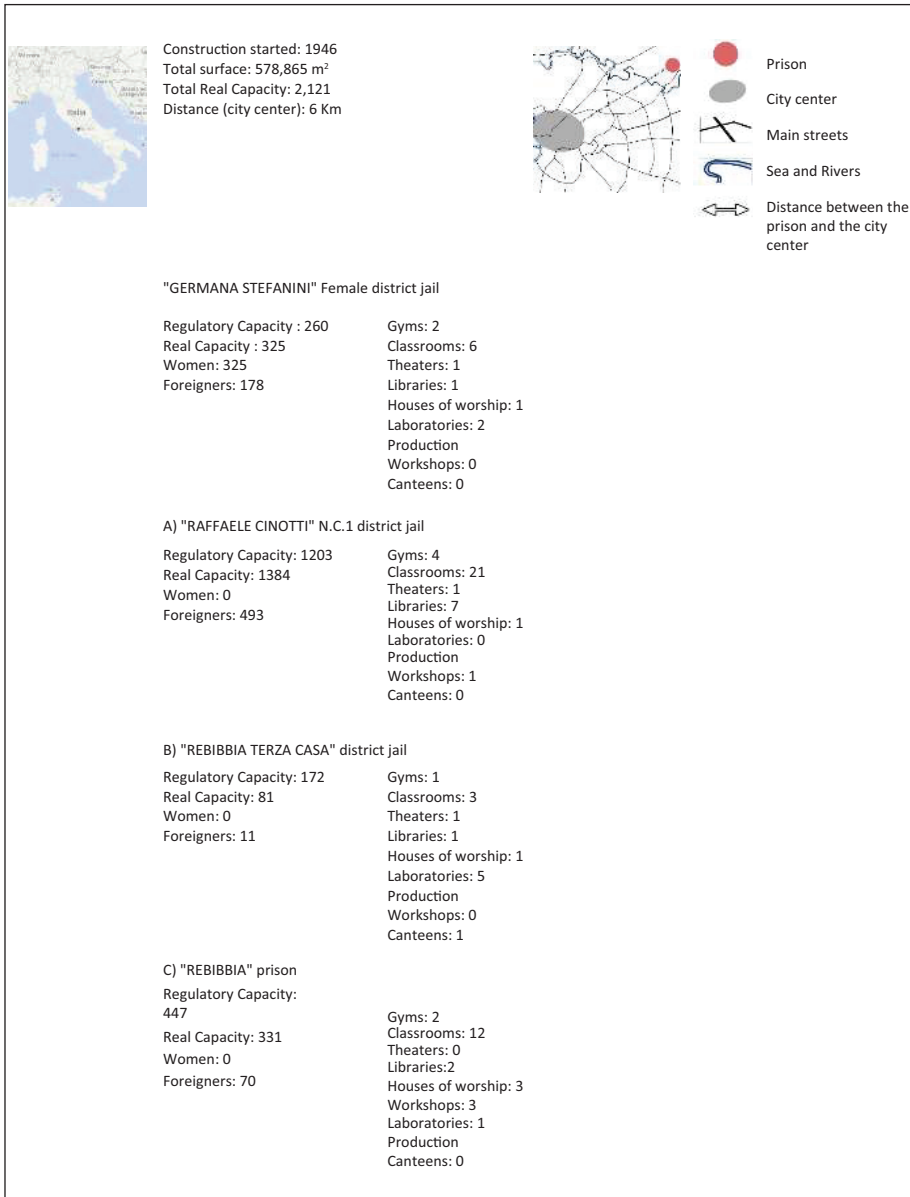 Construction started: 1946
Total surface: 578,865 m²
Total Real Capacity: 2,121
Distance (city center): 6 Km
Italia
Prison
City center
Main streets
Sea and Rivers
Distance between the
prison and the city
center
"GERMANA STEFANINI" Female district jail
Regulatory Capacity : 260
Real Capacity : 325
Women: 325
Foreigners: 178
Gyms: 2
Classrooms: 6
Theaters: 1
Libraries: 1
Houses of worship: 1
Laboratories: 2
Production
Workshops: 0
Canteens: 0
A) "RAFFAELE CINOTTI" N.C.1 district jail
Regulatory Capacity: 1203
Real Capacity: 1384
Women: 0
Foreigners: 493
Gyms: 4
Classrooms: 21
Theaters: 1
Libraries: 7
Houses of worship: 1
Laboratories: 0
Production
Workshops: 1
Canteens: 0
B) "REBIBBIA TERZA CASA" district jail
Regulatory Capacity: 172
Real Capacity: 81
Women: 0
Foreigners: 11
Gyms: 1
Classrooms: 3
Theaters: 1
Libraries: 1
Houses of worship: 1
Laboratories: 5
Production
Workshops: 0
Canteens: 1
C) "REBIBBIA" prison
Regulatory Capacity:
447
Real Capacity: 331
Women: 0
Foreigners: 70
Gyms: 2
Classrooms: 12
Theaters: 0
Libraries:2
Houses of worship: 3
Workshops: 3
Laboratories: 1
Production
Canteens: 0